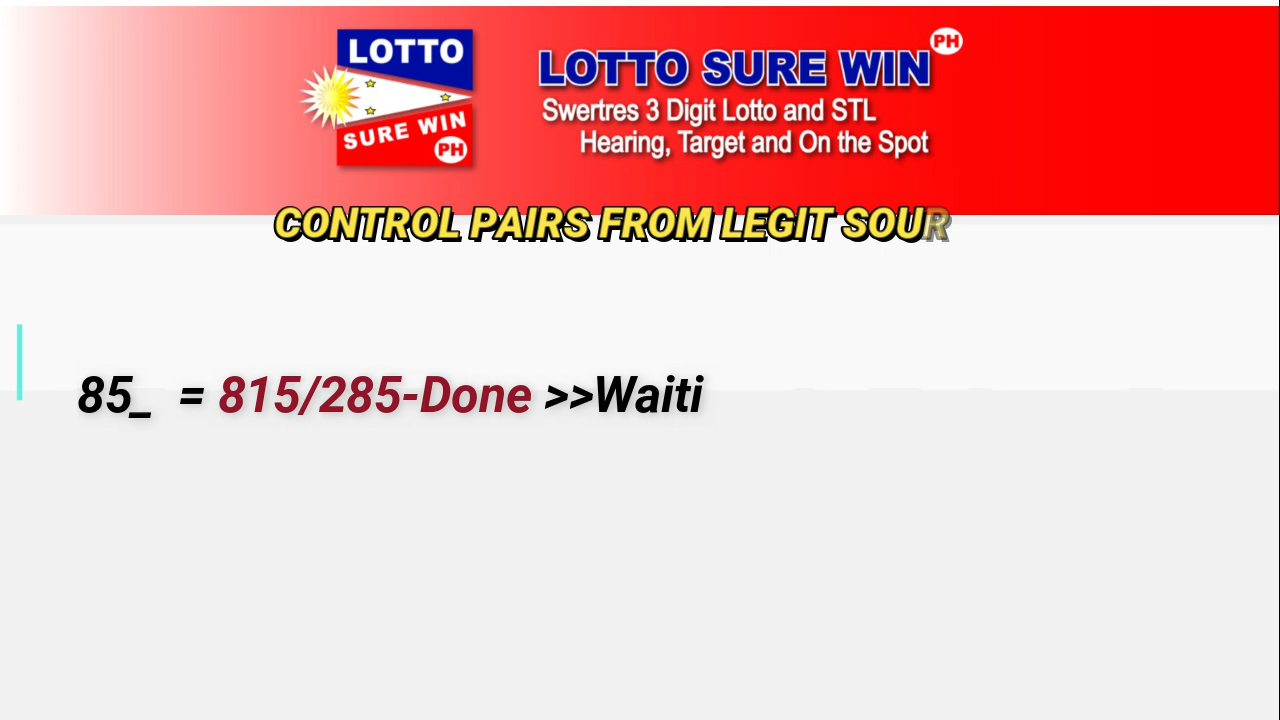 LOTTO
SURE WIN
PH
LOTTO SURE WIN PH
Swertres 3 Digit Lotto and STL
Hearing, Target and On the Spot
CONTROL PAIRS FROM LEGIT SOUR
85_ = 815/285-Done >>Waiti